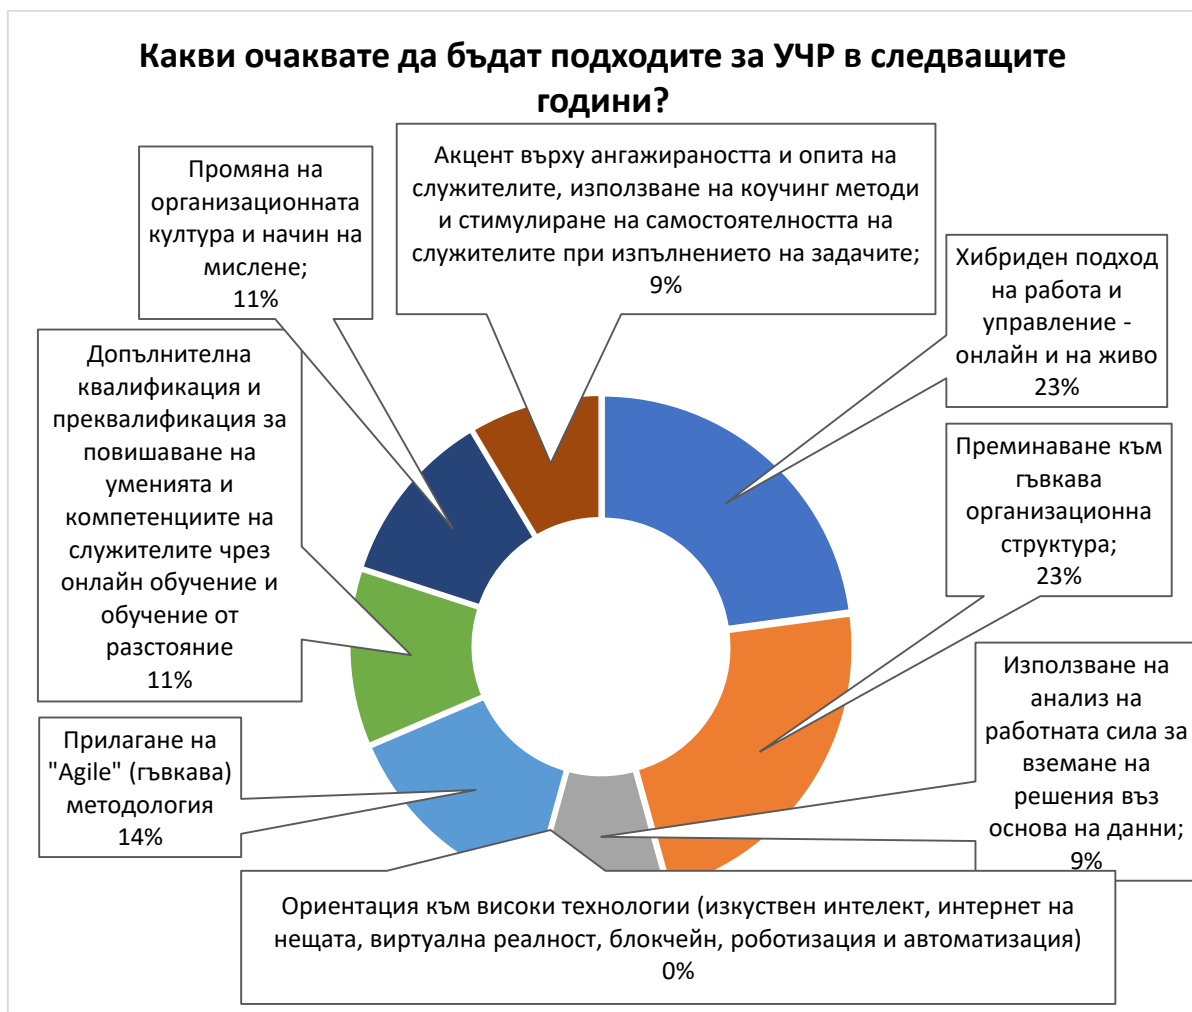 Какви очаквате да бъдат подходите за УЧР в следващите
години?
Акцент върху ангажираността и опита на
служителите, използване на коучинг методи
и стимулиране на самостоятелността на
служителите при изпълнението на задачите;
9%
Промяна на
организационната
култура и начин на
мислене;
11%
Хибриден подход
на работа и
управление -
онлайн и на живо
23%
Допълнителна
квалификация и
преквалификация за
повишаване на
уменията и
компетенциите на
служителите чрез
онлайн обучение и
обучение от
разстояние
11%
Преминаване към
гъвкава
организационна
структура;
23%
Използване на
анализ на
работната сила за
вземане на
решения въз
основа на данни;
9%
Прилагане на
"Agile" (гъвкава)
методология
14%
Ориентация към високи технологии (изкуствен интелект, интернет на
нещата, виртуална реалност, блокчейн, роботизация и автоматизация)
0%